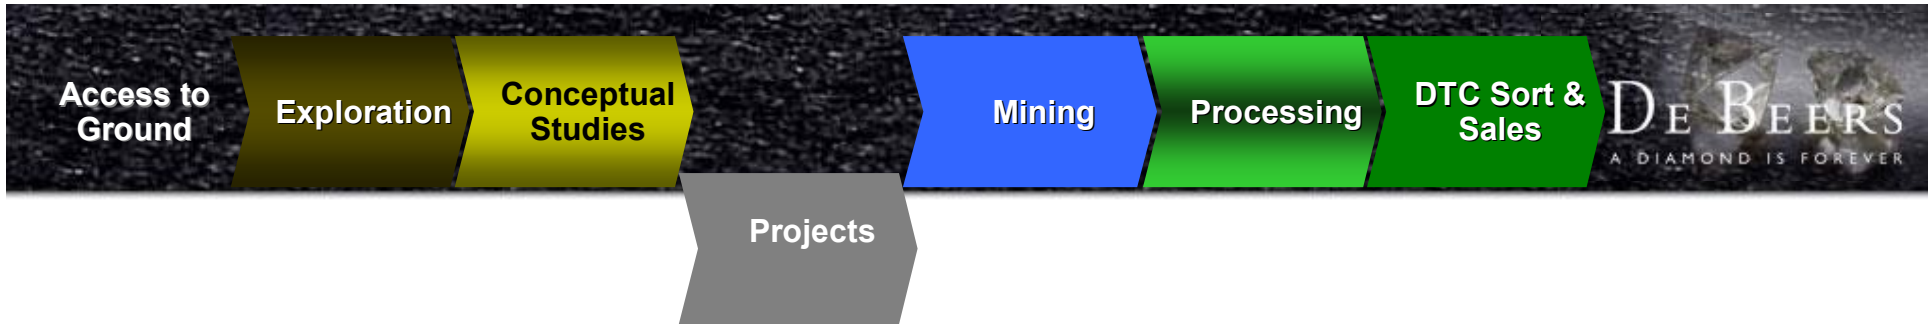 Access to
Ground
Exploration
Conceptual
Studies
Projects
Mining
Processing
DTC Sort &
Sales
DE BEERS
A DIAMOND IS FOREVER